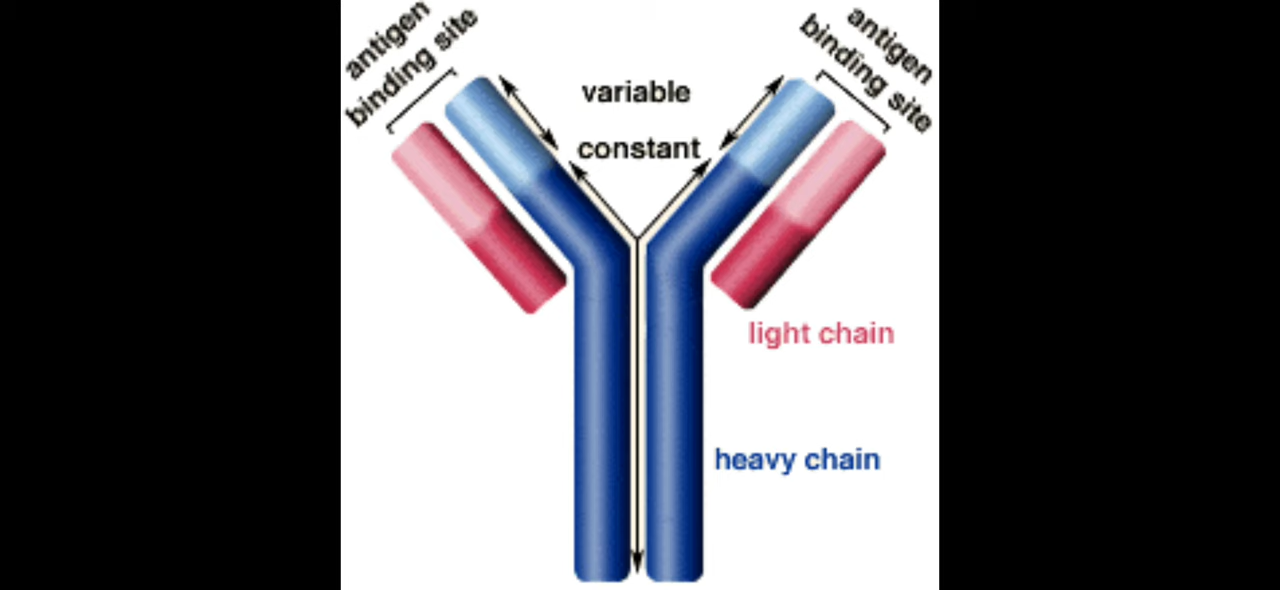 antigen
binding site
antigen
binding site
variable
constant
light chain
heavy chain